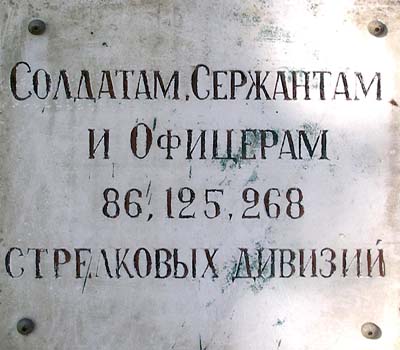 Солдатам, Сержантам
и Офицерам
86, 125, 268
стрелковых дивизий